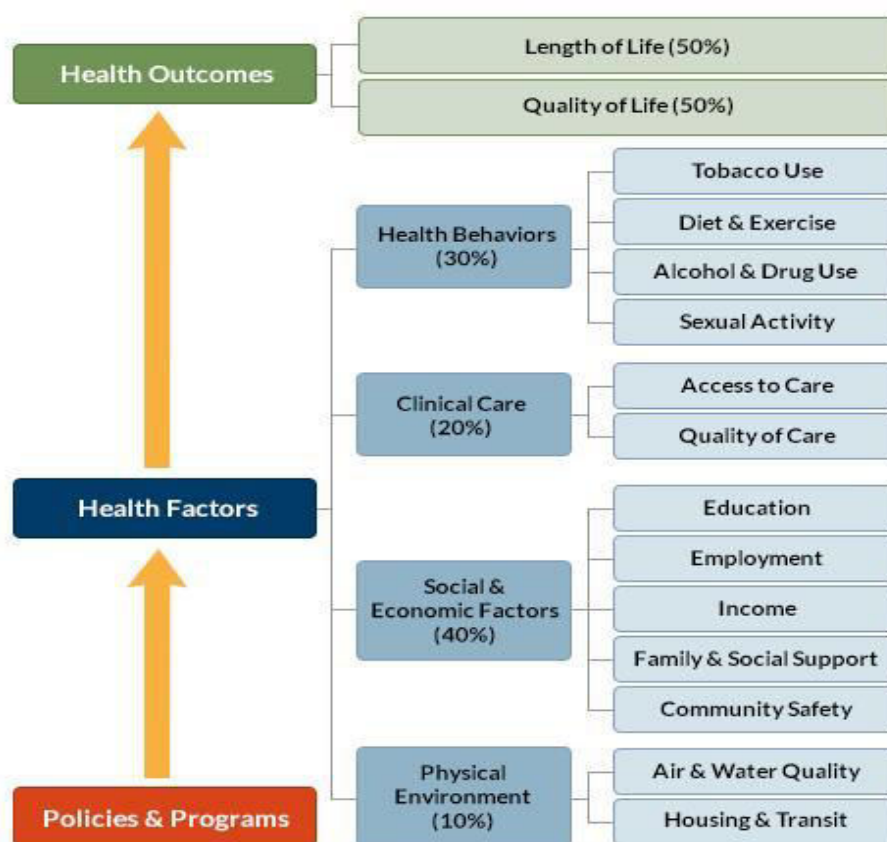 Health Outcomes
Length of Life (50%)
Quality of Life (50%)
Health Factors
Health Behaviors
(30%)
Tobacco Use
Diet & Exercise
Alcohol & Drug Use
Sexual Activity
Clinical Care
(20%)
Access to Care
Quality of Care
Social &
Economic Factors
(40%)
Education
Employment
Income
Family & Social Support
Community Safety
Physical
Environment
(10%)
Air & Water Quality
Housing & Transit
Policies & Programs